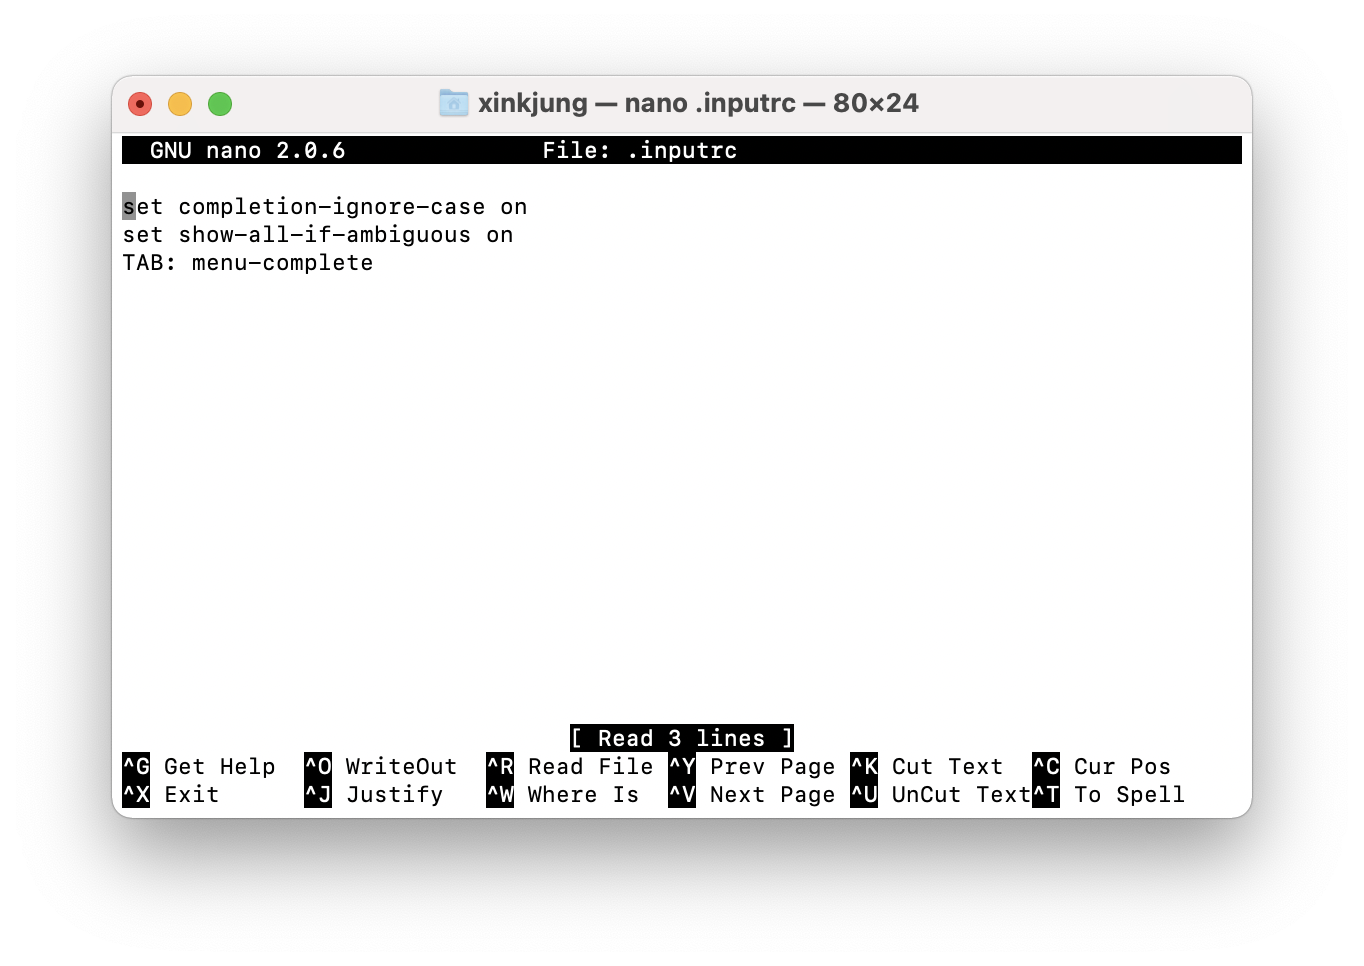 xinkjung — nano .inputrc — 80×24
GNU nano 2.0.6 File: .inputrc
set completion-ignore-case on
set show-all-if-ambiguous on
TAB: menu-complete
[ Read 3 lines ]
^G Get Help ^O WriteOut ^R Read File ^Y Prev Page ^K Cut Text ^C Cur Pos
^X Exit ^J Justify ^W Where Is ^V Next Page ^U UnCut Text^T To Spell